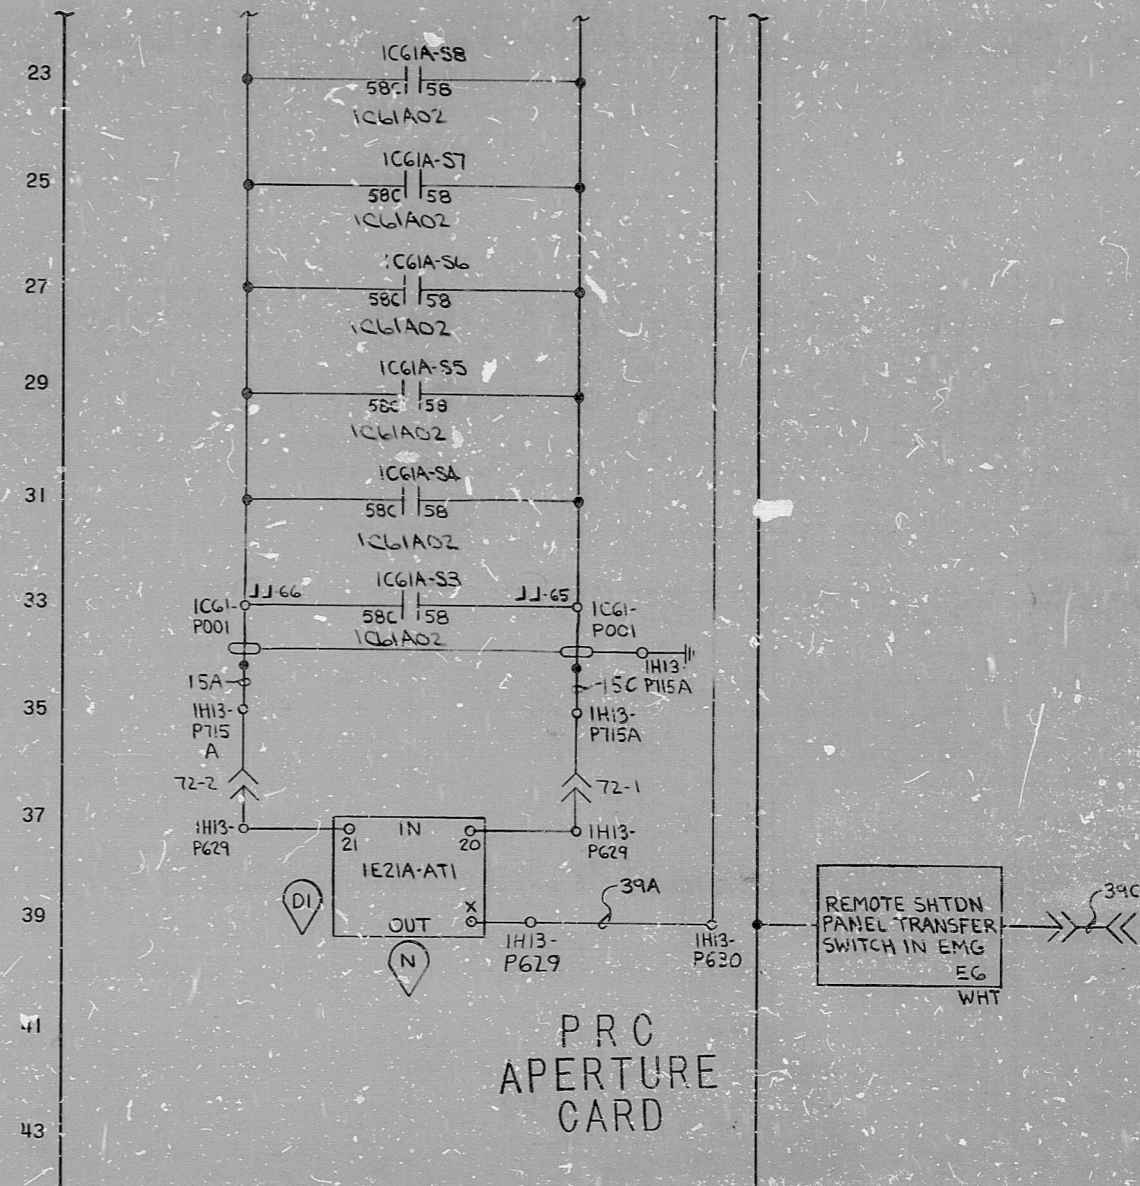 23
1C61A-S8
58C 58
1C61A02
25
1C61A-S7
58C 58
1C61A02
27
1C61A-S6
58C 58
1C61A02
29
1C61A-S5
58C 58
1C61A02
31
1C61A-S4
58C 58
1C61A02
33
1C61A-S3
JJ-66
JJ-65
58C 58
1C61A02
1C61-
P001
1C61-
P001
1H13-
P715A
15A
15C
35
1H13-
P715
A
1H13-
P715A
72-2
72-1
37
1H13-
P629
21
IN
20
1H13-
P629
1E21A-AT1
D1
X
OUT
N
39A
39
1H13-
P629
1H13-
P630
REMOTE SHTDN
PANEL TRANSFER
SWITCH IN EMG
E6
WHT
39C
41
PRC
APERTURE
CARD
43